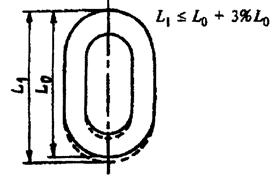 L₁ ≤ L₀ + 3%L₀
L₁
L₀